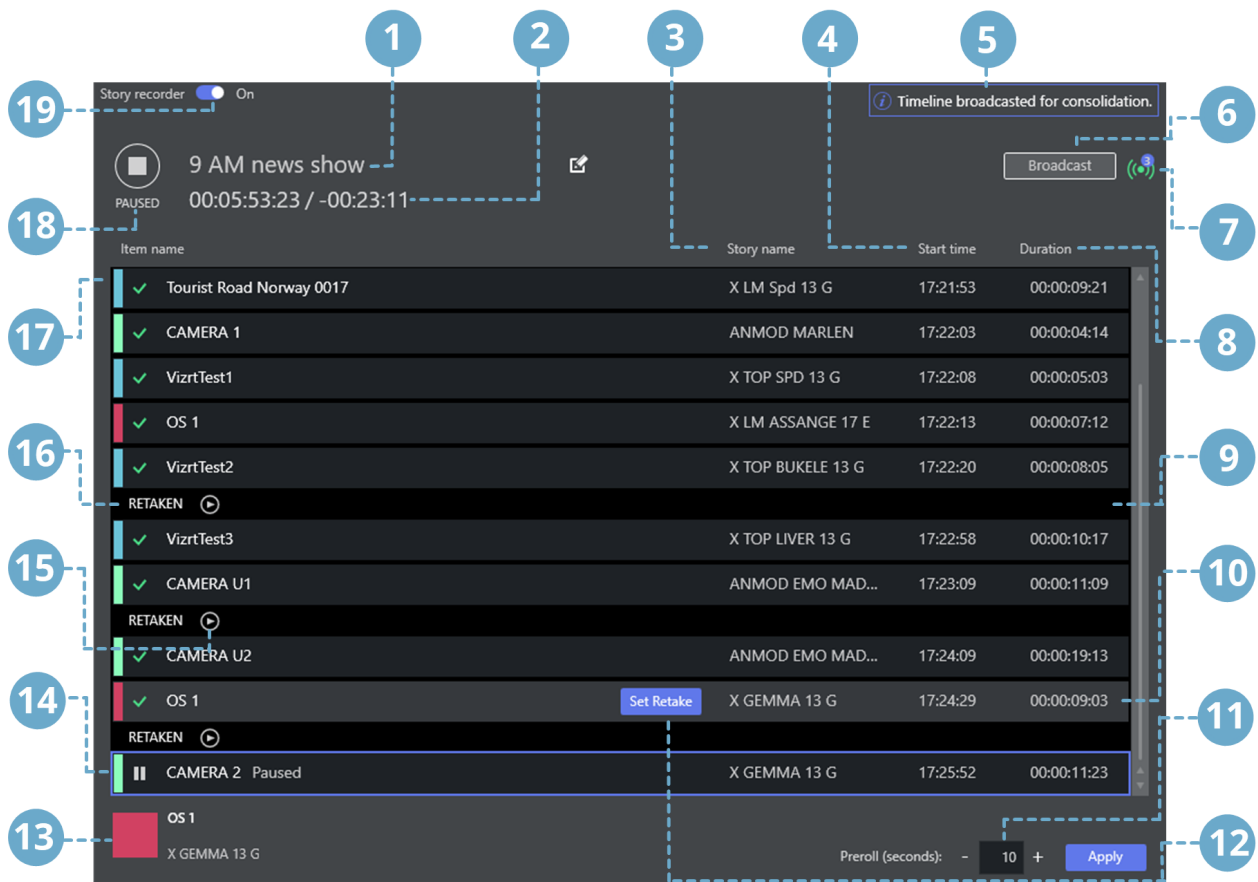 1 2 3 4 5
Story recorder On
Timeline broadcasted for consolidation.
19
6
9 AM news show
Broadcast
3
PAUSED
00:05:53:23 / -00:23:11
18
7
Item name Story name Start time Duration
Tourist Road Norway 0017 X LM Spd 13 G 17:21:53 00:00:09:21
17
CAMERA 1 ANMOD MARLEN 17:22:03 00:00:04:14
8
VizrtTest1 X TOP SPD 13 G 17:22:08 00:00:05:03
OS 1 X LM ASSANGE 17 E 17:22:13 00:00:07:12
16
9
VizrtTest2 X TOP BUKELE 13 G 17:22:20 00:00:08:05
RETAKEN
VizrtTest3 X TOP LIVER 13 G 17:22:58 00:00:10:17
15
10
CAMERA U1 ANMOD EMO MAD... 17:23:09 00:00:11:09
RETAKEN
CAMERA U2 ANMOD EMO MAD... 17:24:09 00:00:19:13
14
OS 1 Set Retake X GEMMA 13 G 17:24:29 00:00:09:03
11
RETAKEN
CAMERA 2 Paused X GEMMA 13 G 17:25:52 00:00:11:23
13
OS 1
12
X GEMMA 13 G
Preroll (seconds): - 10 + Apply